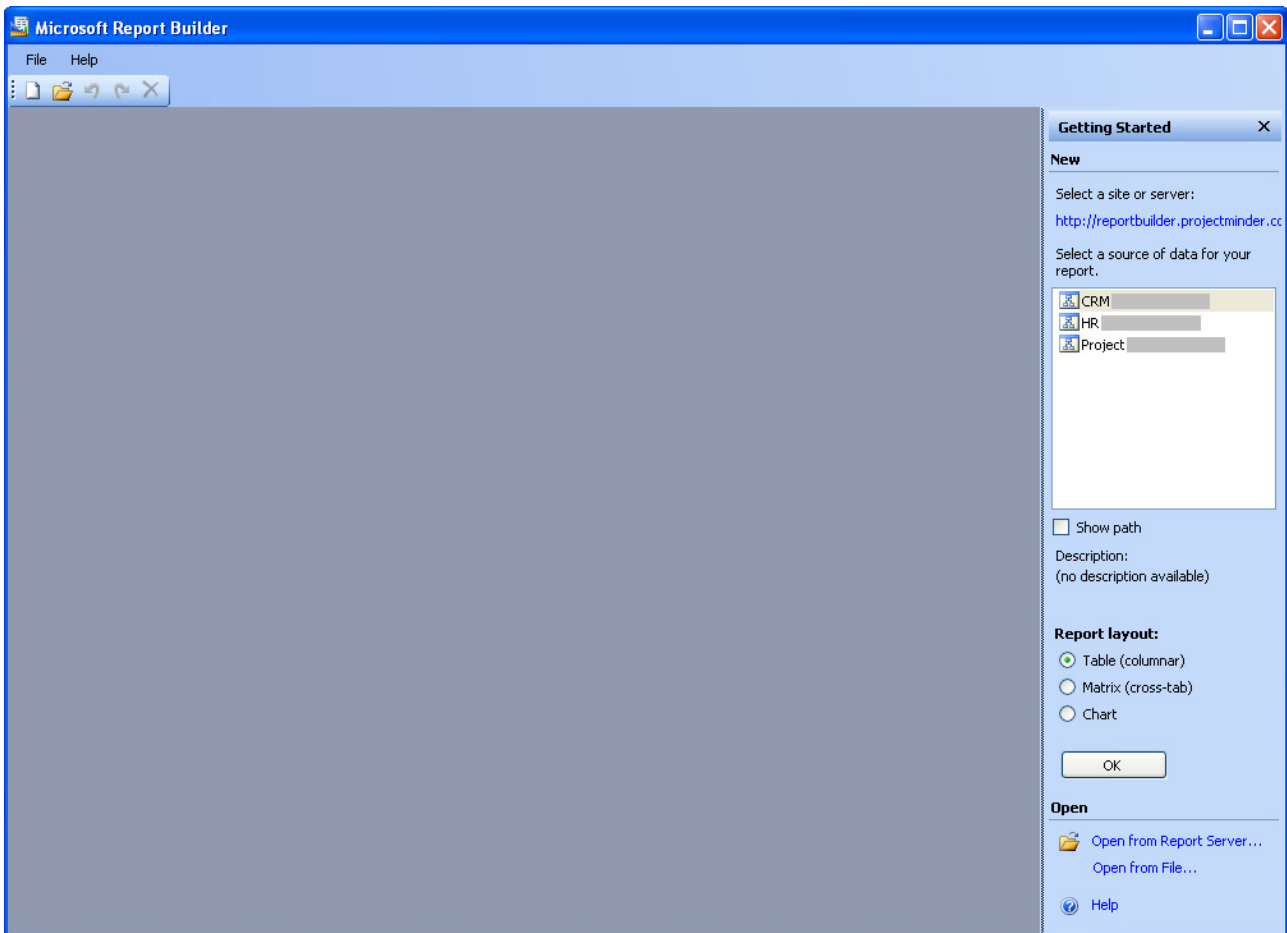 Microsoft Report Builder
File Help
Getting Started
New
Select a site or server:
http://reportbuilder.projectminder.cc
Select a source of data for your
report.
CRM
HR
Project
Show path
Description:
(no description available)
Report layout:
Table (columnar)
Matrix (cross-tab)
Chart
OK
Open
Open from Report Server...
Open from File...
Help